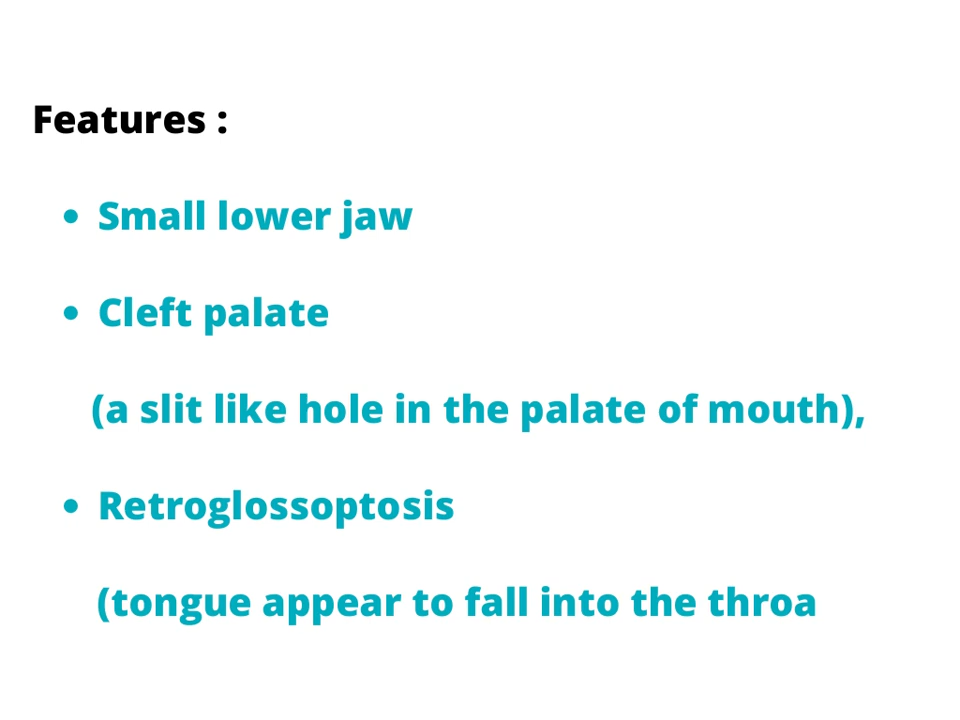 Features :
• Small lower jaw
• Cleft palate
(a slit like hole in the palate of mouth),
• Retroglossoptosis
(tongue appear to fall into the throa